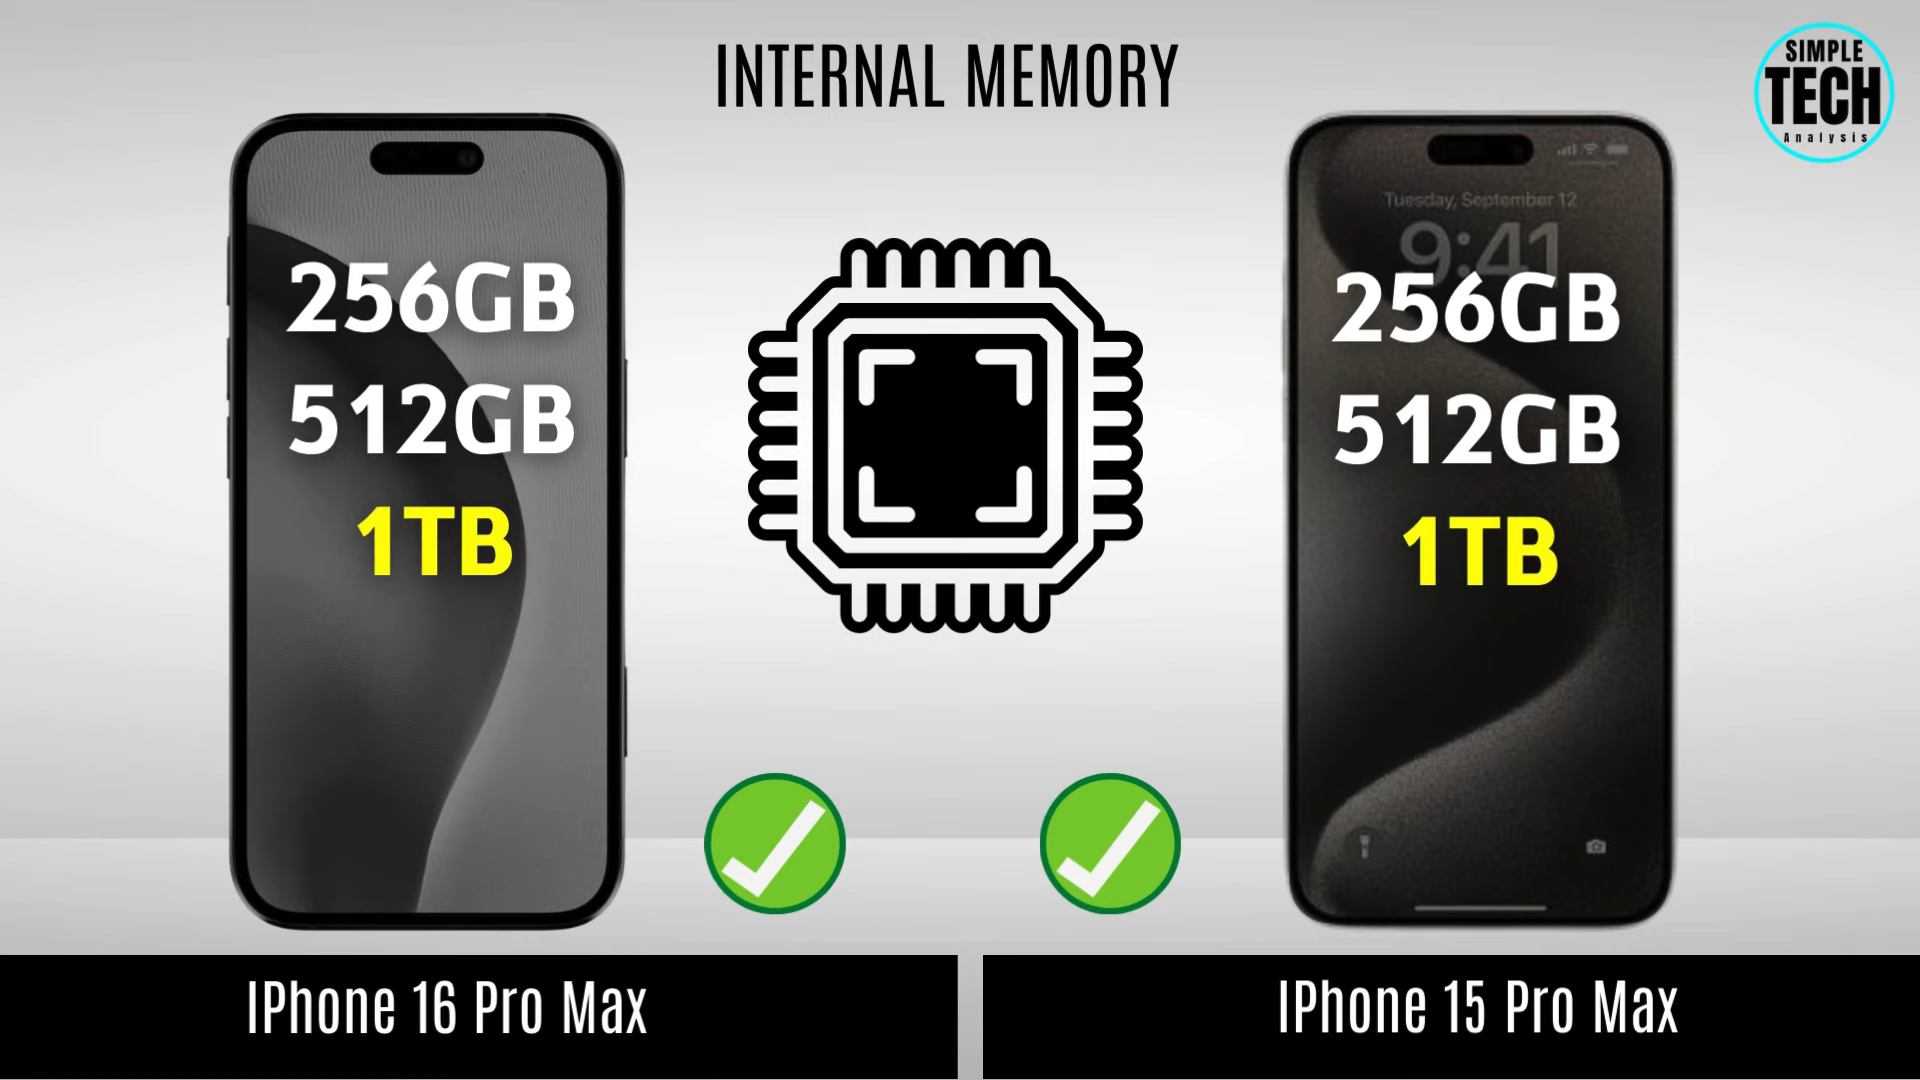 INTERNAL MEMORY
SIMPLE
TECH
Analysis
256GB
512GB
1TB
Tuesday, September 12
9:41
256GB
512GB
1TB
IPhone 16 Pro Max
IPhone 15 Pro Max